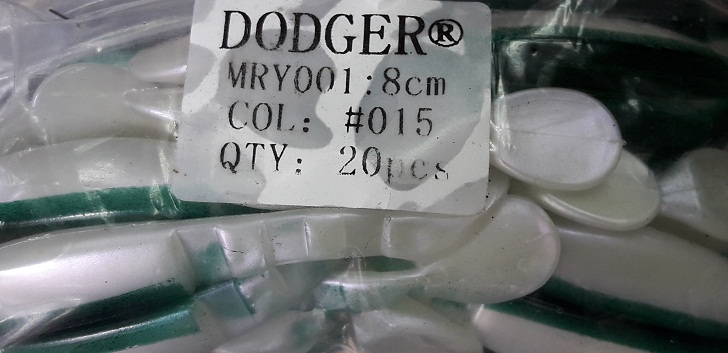 DODGER®
MRY001:8cm
COL: #015
QTY: 20pcs